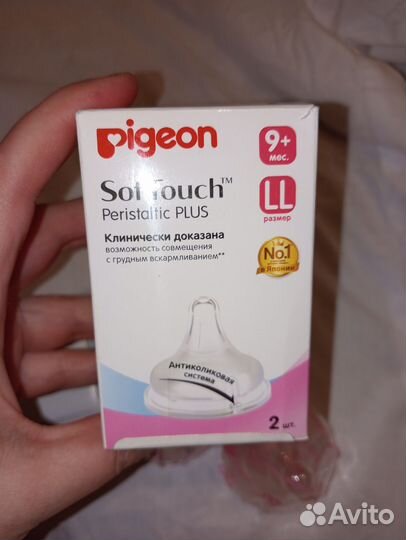 Pigeon
9+
мес.
SofTouch™
Peristaltic PLUS
LL
размер
Клинически доказана
возможность совмещения
с грудным вскармливанием**
No.1
в Японии
Антиколиковая
система
2 шт.
Avito